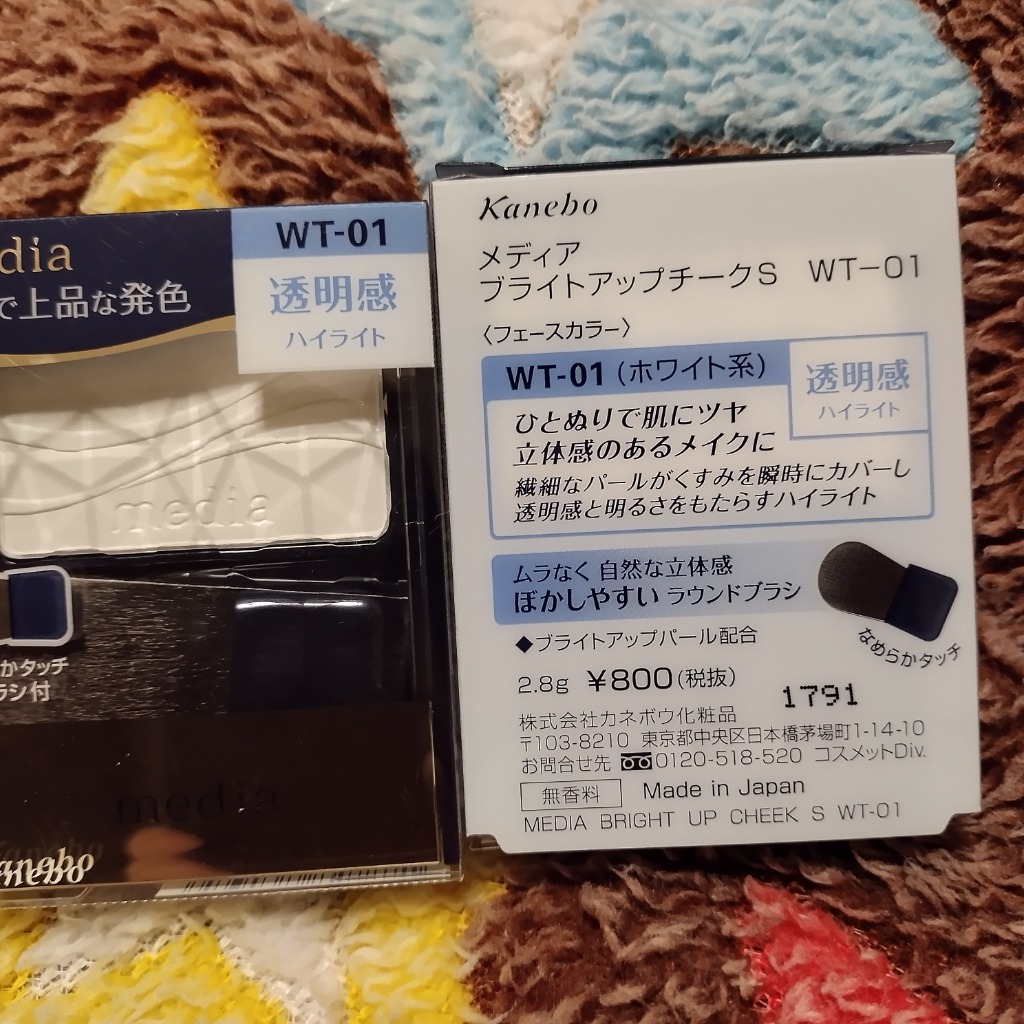 dia
で上品な発色
WT-01
透明感
ハイライト
media
かタッチ
ラシ付
media
Kanebo
Kanebo
メディア
ブライトアップチークS WT-01
〈フェースカラー〉
WT-01(ホワイト系)
透明感
ハイライト
ひとぬりで肌にツヤ
立体感のあるメイクに
繊細なパールがくすみを瞬時にカバーし
透明感と明るさをもたらすハイライト
ムラなく 自然な立体感
ぼかしやすい ラウンドブラシ
なめらかタッチ
◆ブライトアップパール配合
2.8g ¥800(税抜)
1791
株式会社カネボウ化粧品
〒103-8210 東京都中央区日本橋茅場町1-14-10
お問合せ先 0120-518-520 コスメットDiv.
無香料 Made in Japan
MEDIA BRIGHT UP CHEEK S WT-01